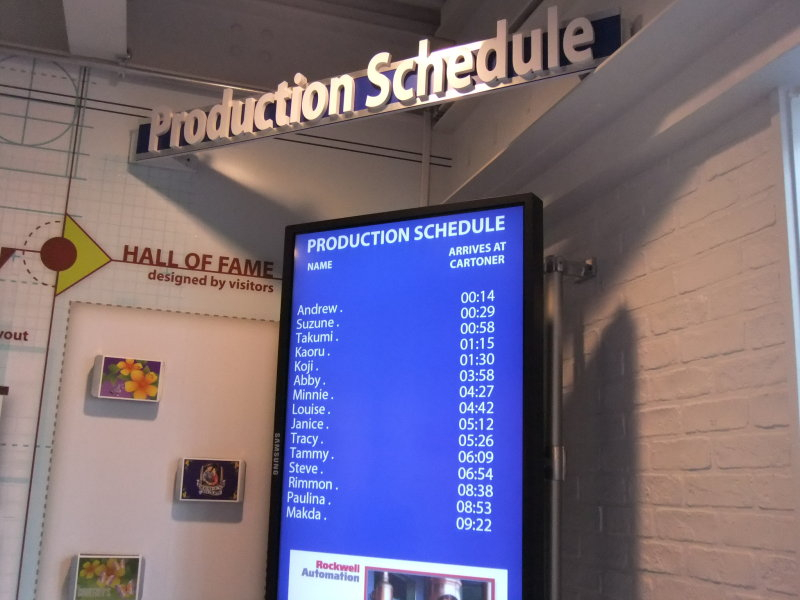 Production Schedule
PRODUCTION SCHEDULE
NAME ARRIVES AT
CARTONER
Andrew . 00:14
Suzune . 00:29
Takumi . 00:58
Kaoru . 01:15
Koji . 01:30
Abby . 03:58
Minnie . 04:27
Louise . 04:42
Janice . 05:12
Tracy . 05:26
Tammy . 06:09
Steve . 06:54
Rimmon . 08:38
Paulina . 08:53
Makda . 09:22
Rockwell
Automation
SAMSUNG
HALL OF FAME
designed by visitors